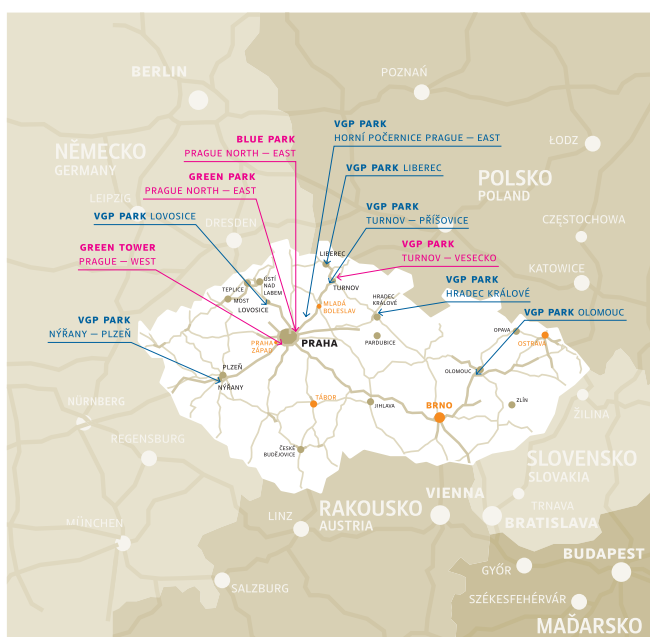 BERLIN
POZNAŃ
VGP PARK
HORNÍ POČERNICE PRAGUE — EAST
BLUE PARK
PRAGUE NORTH — EAST
ŁODZ
NĚMECKO
GERMANY
VGP PARK LIBEREC
GREEN PARK
PRAGUE NORTH — EAST
POLSKO
POLAND
LEIPZIG
VGP PARK LOVOSICE
VGP PARK
TURNOV — PŘÍŠOVICE
CZĘSTOCHOWA
DRESDEN
GREEN TOWER
PRAGUE — WEST
VGP PARK
TURNOV — VESECKO
LIBEREC
KATOWICE
ÚSTÍ
NAD
LABEM
TEPLICE
MOST
LOVOSICE
TURNOV
VGP PARK
HRADEC KRÁLOVÉ
MLADÁ
BOLESLAV
HRADEC
KRÁLOVÉ
VGP PARK OLOMOUC
VGP PARK
NÝŘANY — PLZEŇ
PRAHA
ZÁPAD
PRAHA
PARDUBICE
OPAVA
OSTRAVA
PLZEŇ
NÝŘANY
OLOMOUC
NÜRNBERG
TÁBOR
JIHLAVA
BRNO
ZLÍN
ŽILINA
REGENSBURG
ČESKÉ
BUDĚJOVICE
SLOVENSKO
SLOVAKIA
VIENNA
RAKOUSKO
AUSTRIA
LINZ
TRNAVA
BRATISLAVA
MÜNCHEN
BUDAPEST
GYŐR
SALZBURG
SZÉKESFEHÉRVÁR
MAĎARSKO